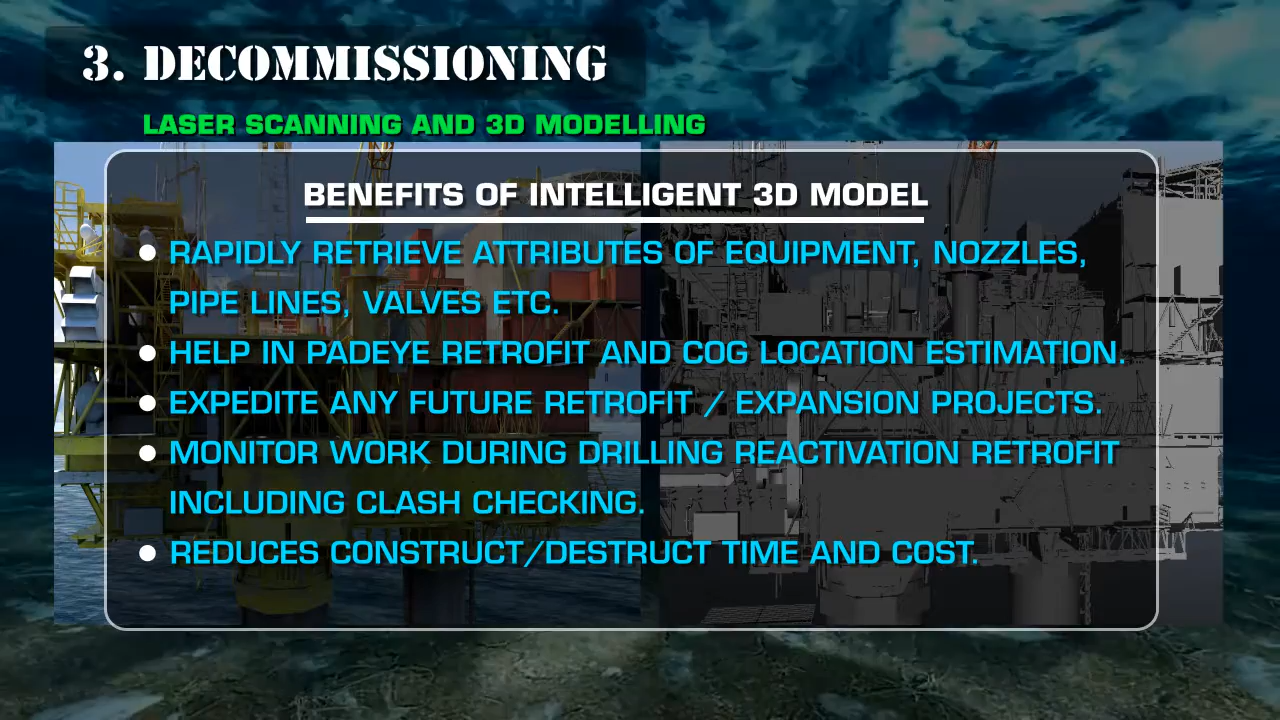 3. DECOMMISSIONING
LASER SCANNING AND 3D MODELLING
BENEFITS OF INTELLIGENT 3D MODEL
● RAPIDLY RETRIEVE ATTRIBUTES OF EQUIPMENT, NOZZLES,
PIPE LINES, VALVES ETC.
● HELP IN PADEYE RETROFIT AND COG LOCATION ESTIMATION.
● EXPEDITE ANY FUTURE RETROFIT / EXPANSION PROJECTS.
● MONITOR WORK DURING DRILLING REACTIVATION RETROFIT
INCLUDING CLASH CHECKING.
● REDUCES CONSTRUCT/DESTRUCT TIME AND COST.